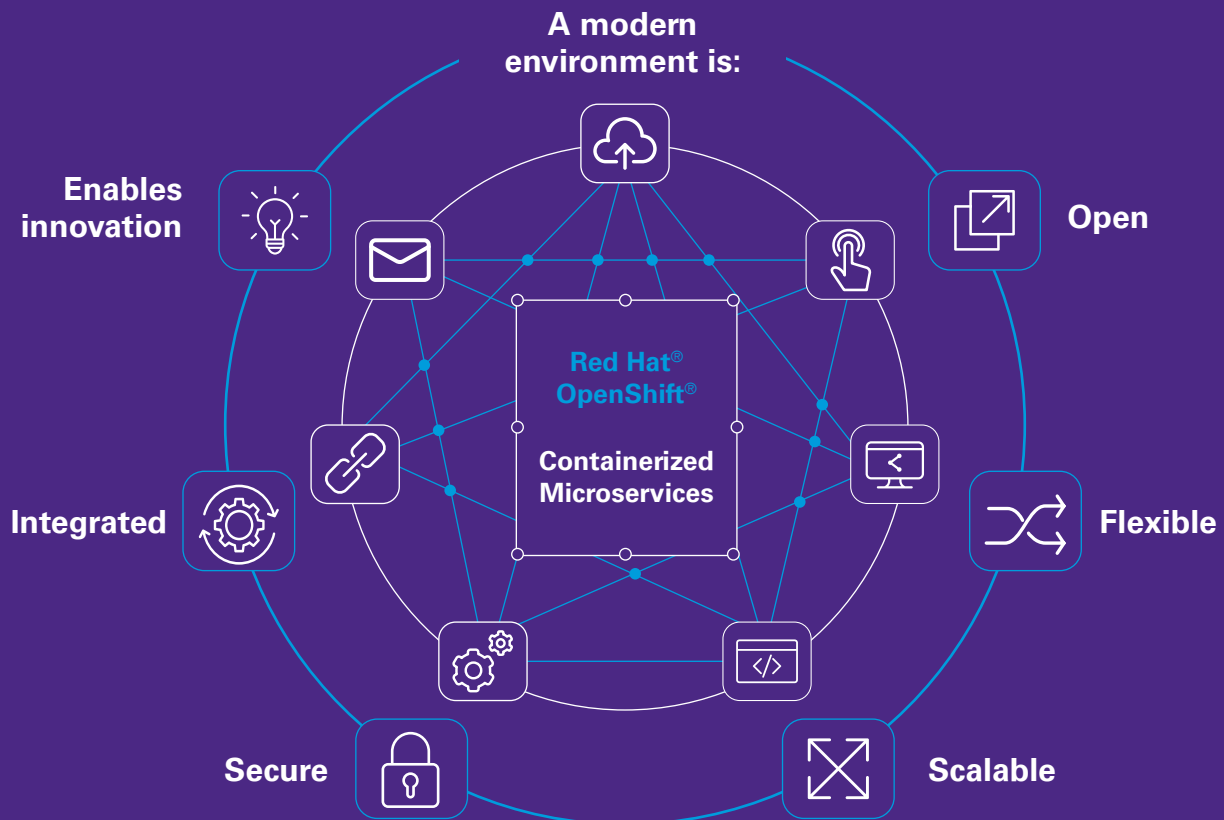 A modern
environment is:
Enables
innovation
Open
Red Hat®
OpenShift®
Containerized
Microservices
Integrated
Flexible
</>
Secure
Scalable